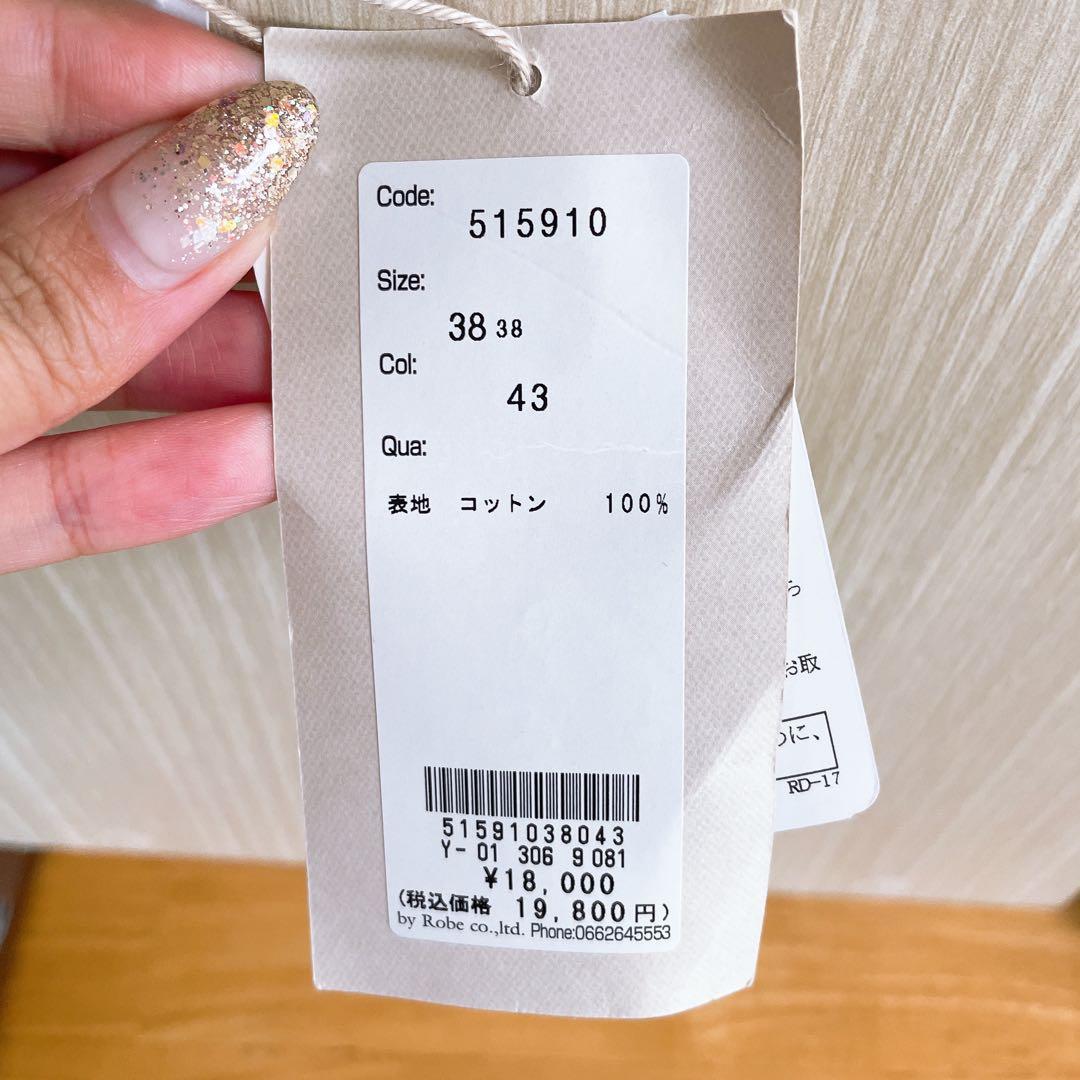 Code:
515910
Size:
38 38
Col:
43
Qua:
表地 コットン 100%
51591038043
Y- 01 306 9 081
¥18,000
(税込価格 19,800円)
by Robe co.,ltd. Phone:0662645553
お取
に、
RD-17